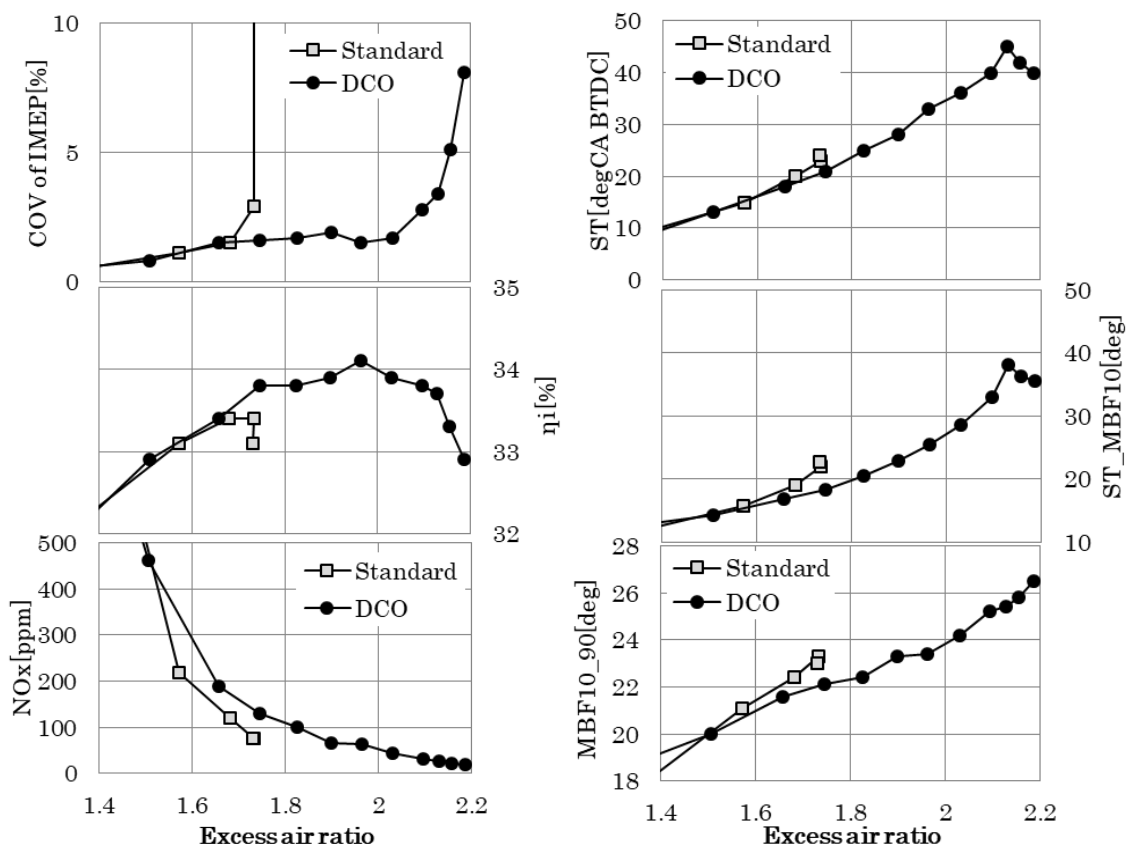 10
5
0
COV of IMEP[%]
Standard
DCO
35
34
33
32
ηi[%]
500
400
300
200
100
0
NOx[ppm]
Standard
DCO
1.4
1.6
1.8
2
2.2
Excess air ratio
50
40
30
20
10
0
ST[degCA BTDC]
Standard
DCO
50
40
30
20
10
ST_MBF10[deg]
28
26
24
22
20
18
MBF10_90[deg]
Standard
DCO
1.4
1.6
1.8
2
2.2
Excess air ratio